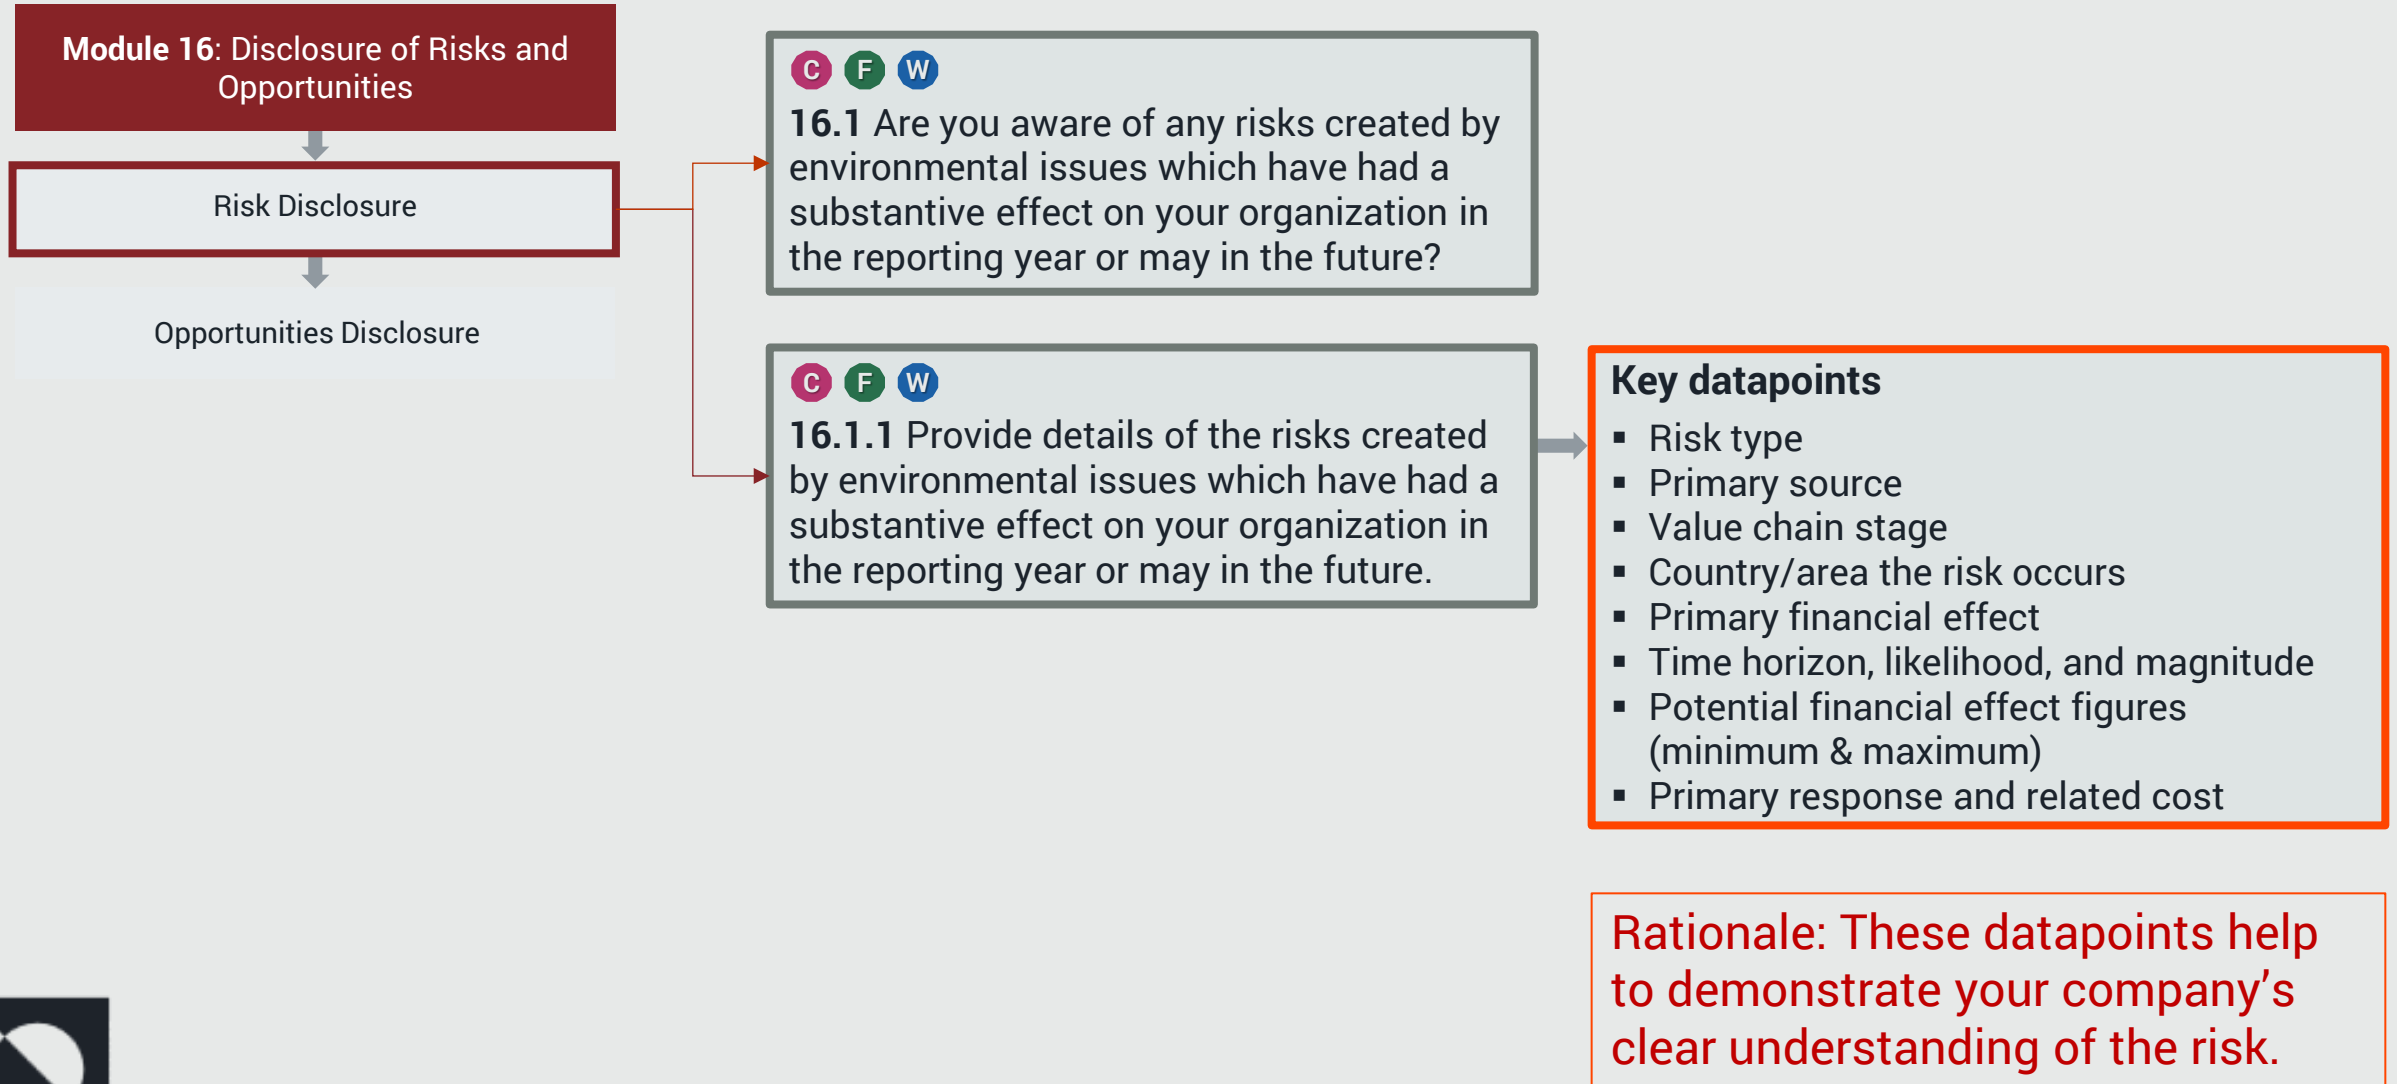 Module 16: Disclosure of Risks and
Opportunities
Risk Disclosure
Opportunities Disclosure
C F W
16.1 Are you aware of any risks created by
environmental issues which have had a
substantive effect on your organization in
the reporting year or may in the future?
C F W
16.1.1 Provide details of the risks created
by environmental issues which have had a
substantive effect on your organization in
the reporting year or may in the future.
Key datapoints
▪ Risk type
▪ Primary source
▪ Value chain stage
▪ Country/area the risk occurs
▪ Primary financial effect
▪ Time horizon, likelihood, and magnitude
▪ Potential financial effect figures
(minimum & maximum)
▪ Primary response and related cost
Rationale: These datapoints help
to demonstrate your company’s
clear understanding of the risk.